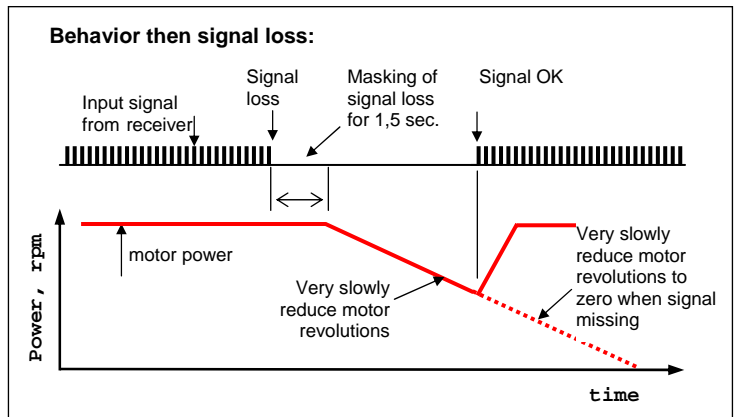 Behavior then signal loss:
Signal
loss
Masking of
signal loss
for 1,5 sec.
Signal OK
Input signal
from receiver
motor power
Very slowly
reduce motor
revolutions
Very slowly
reduce motor
revolutions to
zero when signal
missing
Power, rpm
time